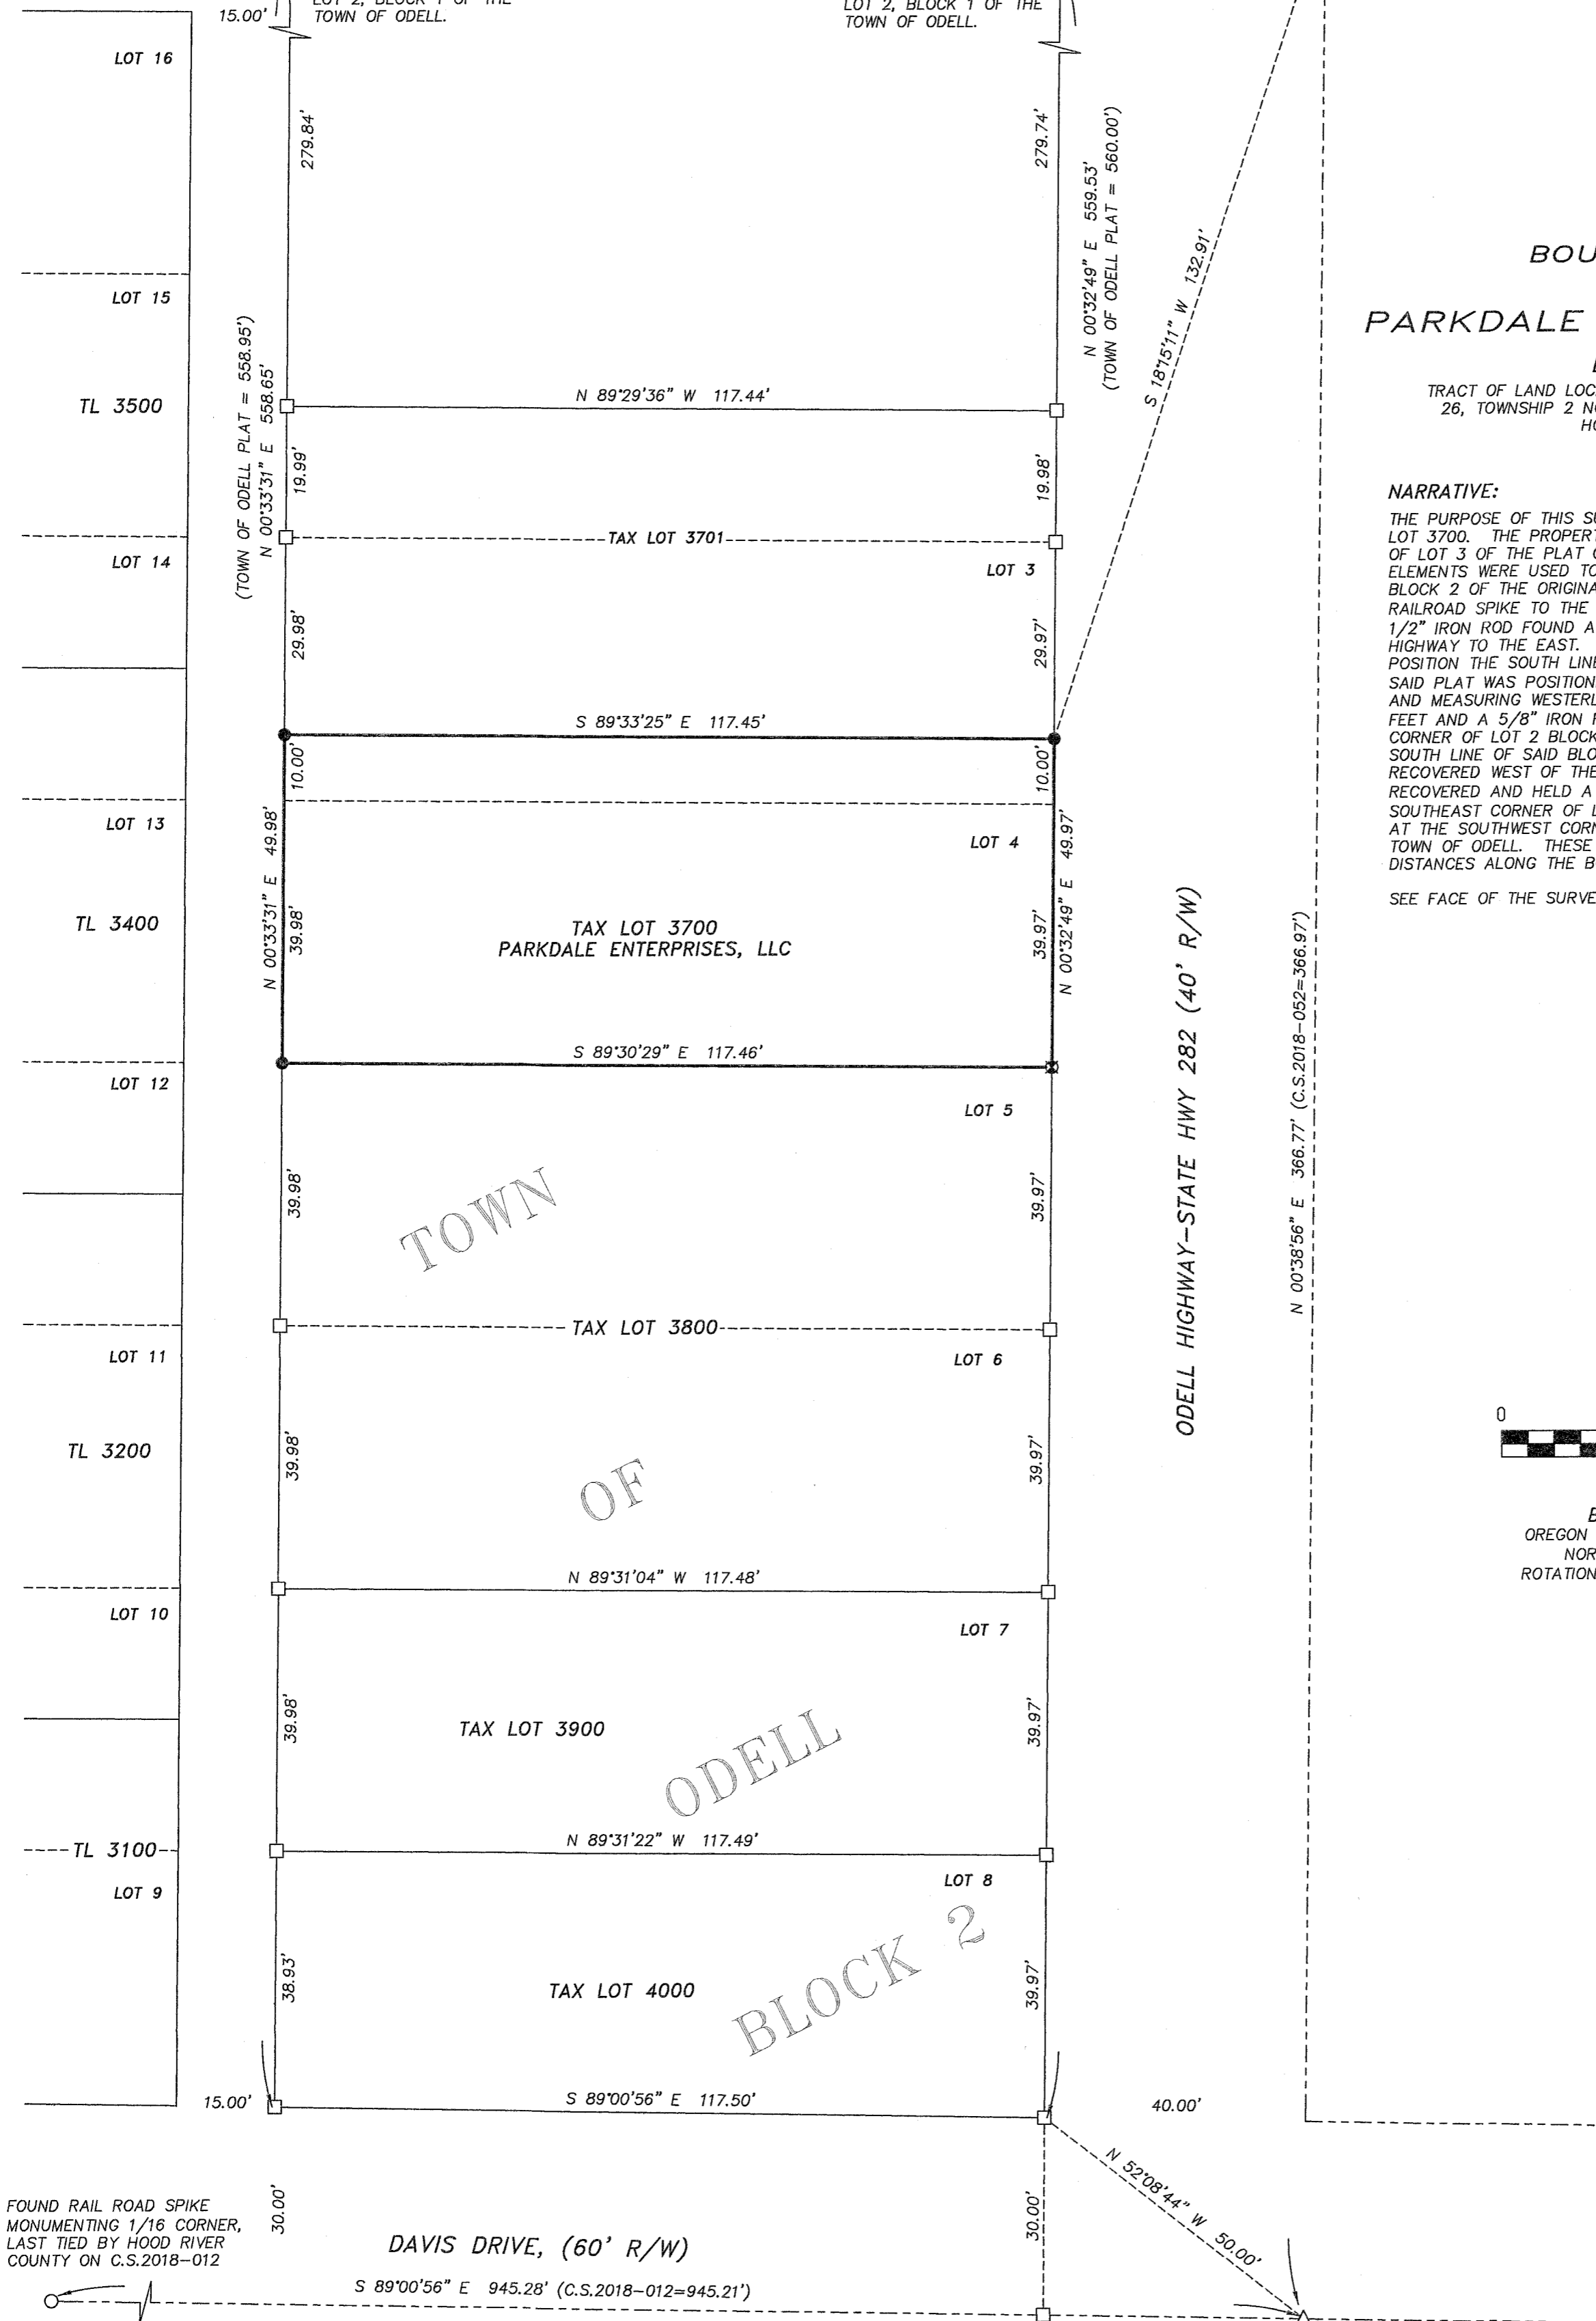 15.00'
LOT 2, BLOCK 1 OF THE
TOWN OF ODELL.
LOT 2, BLOCK 1 OF THE
TOWN OF ODELL.
LOT 16
279.84'
279.74'
N 00°32'49" E 559.53'
(TOWN OF ODELL PLAT = 560.00')
S 18°15'11" W 132.91'
LOT 15
(TOWN OF ODELL PLAT = 558.95')
N 00°33'31" E 558.65'
TL 3500
N 89°29'36" W 117.44'
19.99'
19.98'
TAX LOT 3701
LOT 14
LOT 3
29.98'
29.97'
S 89°33'25" E 117.45'
10.00'
10.00'
LOT 13
LOT 4
N 00°33'31" E 49.98'
39.98'
39.97'
N 00°32'49" E 49.97'
TL 3400
TAX LOT 3700
PARKDALE ENTERPRISES, LLC
S 89°30'29" E 117.46'
LOT 12
LOT 5
39.98'
39.97'
TOWN
OF
ODELL
BLOCK 2
ODELL HIGHWAY-STATE HWY 282 (40' R/W)
N 00°38'56" E 366.77' (C.S.2018-052=366.97')
TAX LOT 3800
LOT 11
LOT 6
TL 3200
39.98'
39.97'
N 89°31'04" W 117.48'
LOT 10
LOT 7
39.98'
39.97'
TAX LOT 3900
N 89°31'22" W 117.49'
TL 3100
LOT 9
LOT 8
38.93'
39.97'
TAX LOT 4000
15.00'
S 89°00'56" E 117.50'
40.00'
N 52°08'44" W 50.00'
30.00'
30.00'
FOUND RAIL ROAD SPIKE
MONUMENTING 1/16 CORNER,
LAST TIED BY HOOD RIVER
COUNTY ON C.S.2018-012
DAVIS DRIVE, (60' R/W)
S 89°00'56" E 945.28' (C.S.2018-012=945.21')
BOU
PARKDALE
TRACT OF LAND LOC
26, TOWNSHIP 2 N
HO
NARRATIVE:
THE PURPOSE OF THIS S
LOT 3700. THE PROPER
OF LOT 3 OF THE PLAT
ELEMENTS WERE USED TO
BLOCK 2 OF THE ORIGINA
RAILROAD SPIKE TO THE
1/2" IRON ROD FOUND A
HIGHWAY TO THE EAST.
POSITION THE SOUTH LINE
SAID PLAT WAS POSITION
AND MEASURING WESTERL
FEET AND A 5/8" IRON
CORNER OF LOT 2 BLOCK
SOUTH LINE OF SAID BLO
RECOVERED WEST OF THE
RECOVERED AND HELD A
SOUTHEAST CORNER OF
AT THE SOUTHWEST CORN
TOWN OF ODELL. THESE
DISTANCES ALONG THE B
SEE FACE OF THE SURVE
0
OREGON
NOR
ROTATION